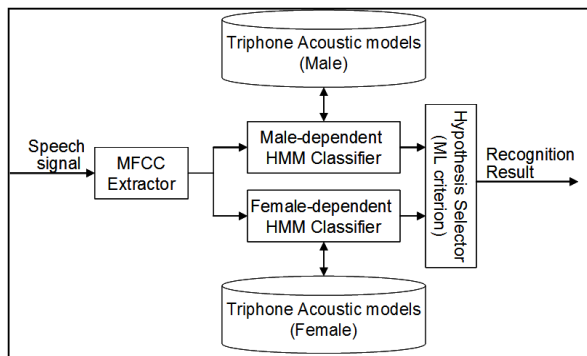 Triphone Acoustic models
(Male)
Speech
signal
MFCC
Extractor
Male-dependent
HMM Classifier
Female-dependent
HMM Classifier
Hypothesis Selector
(ML criterion)
Recognition
Result
Triphone Acoustic models
(Female)